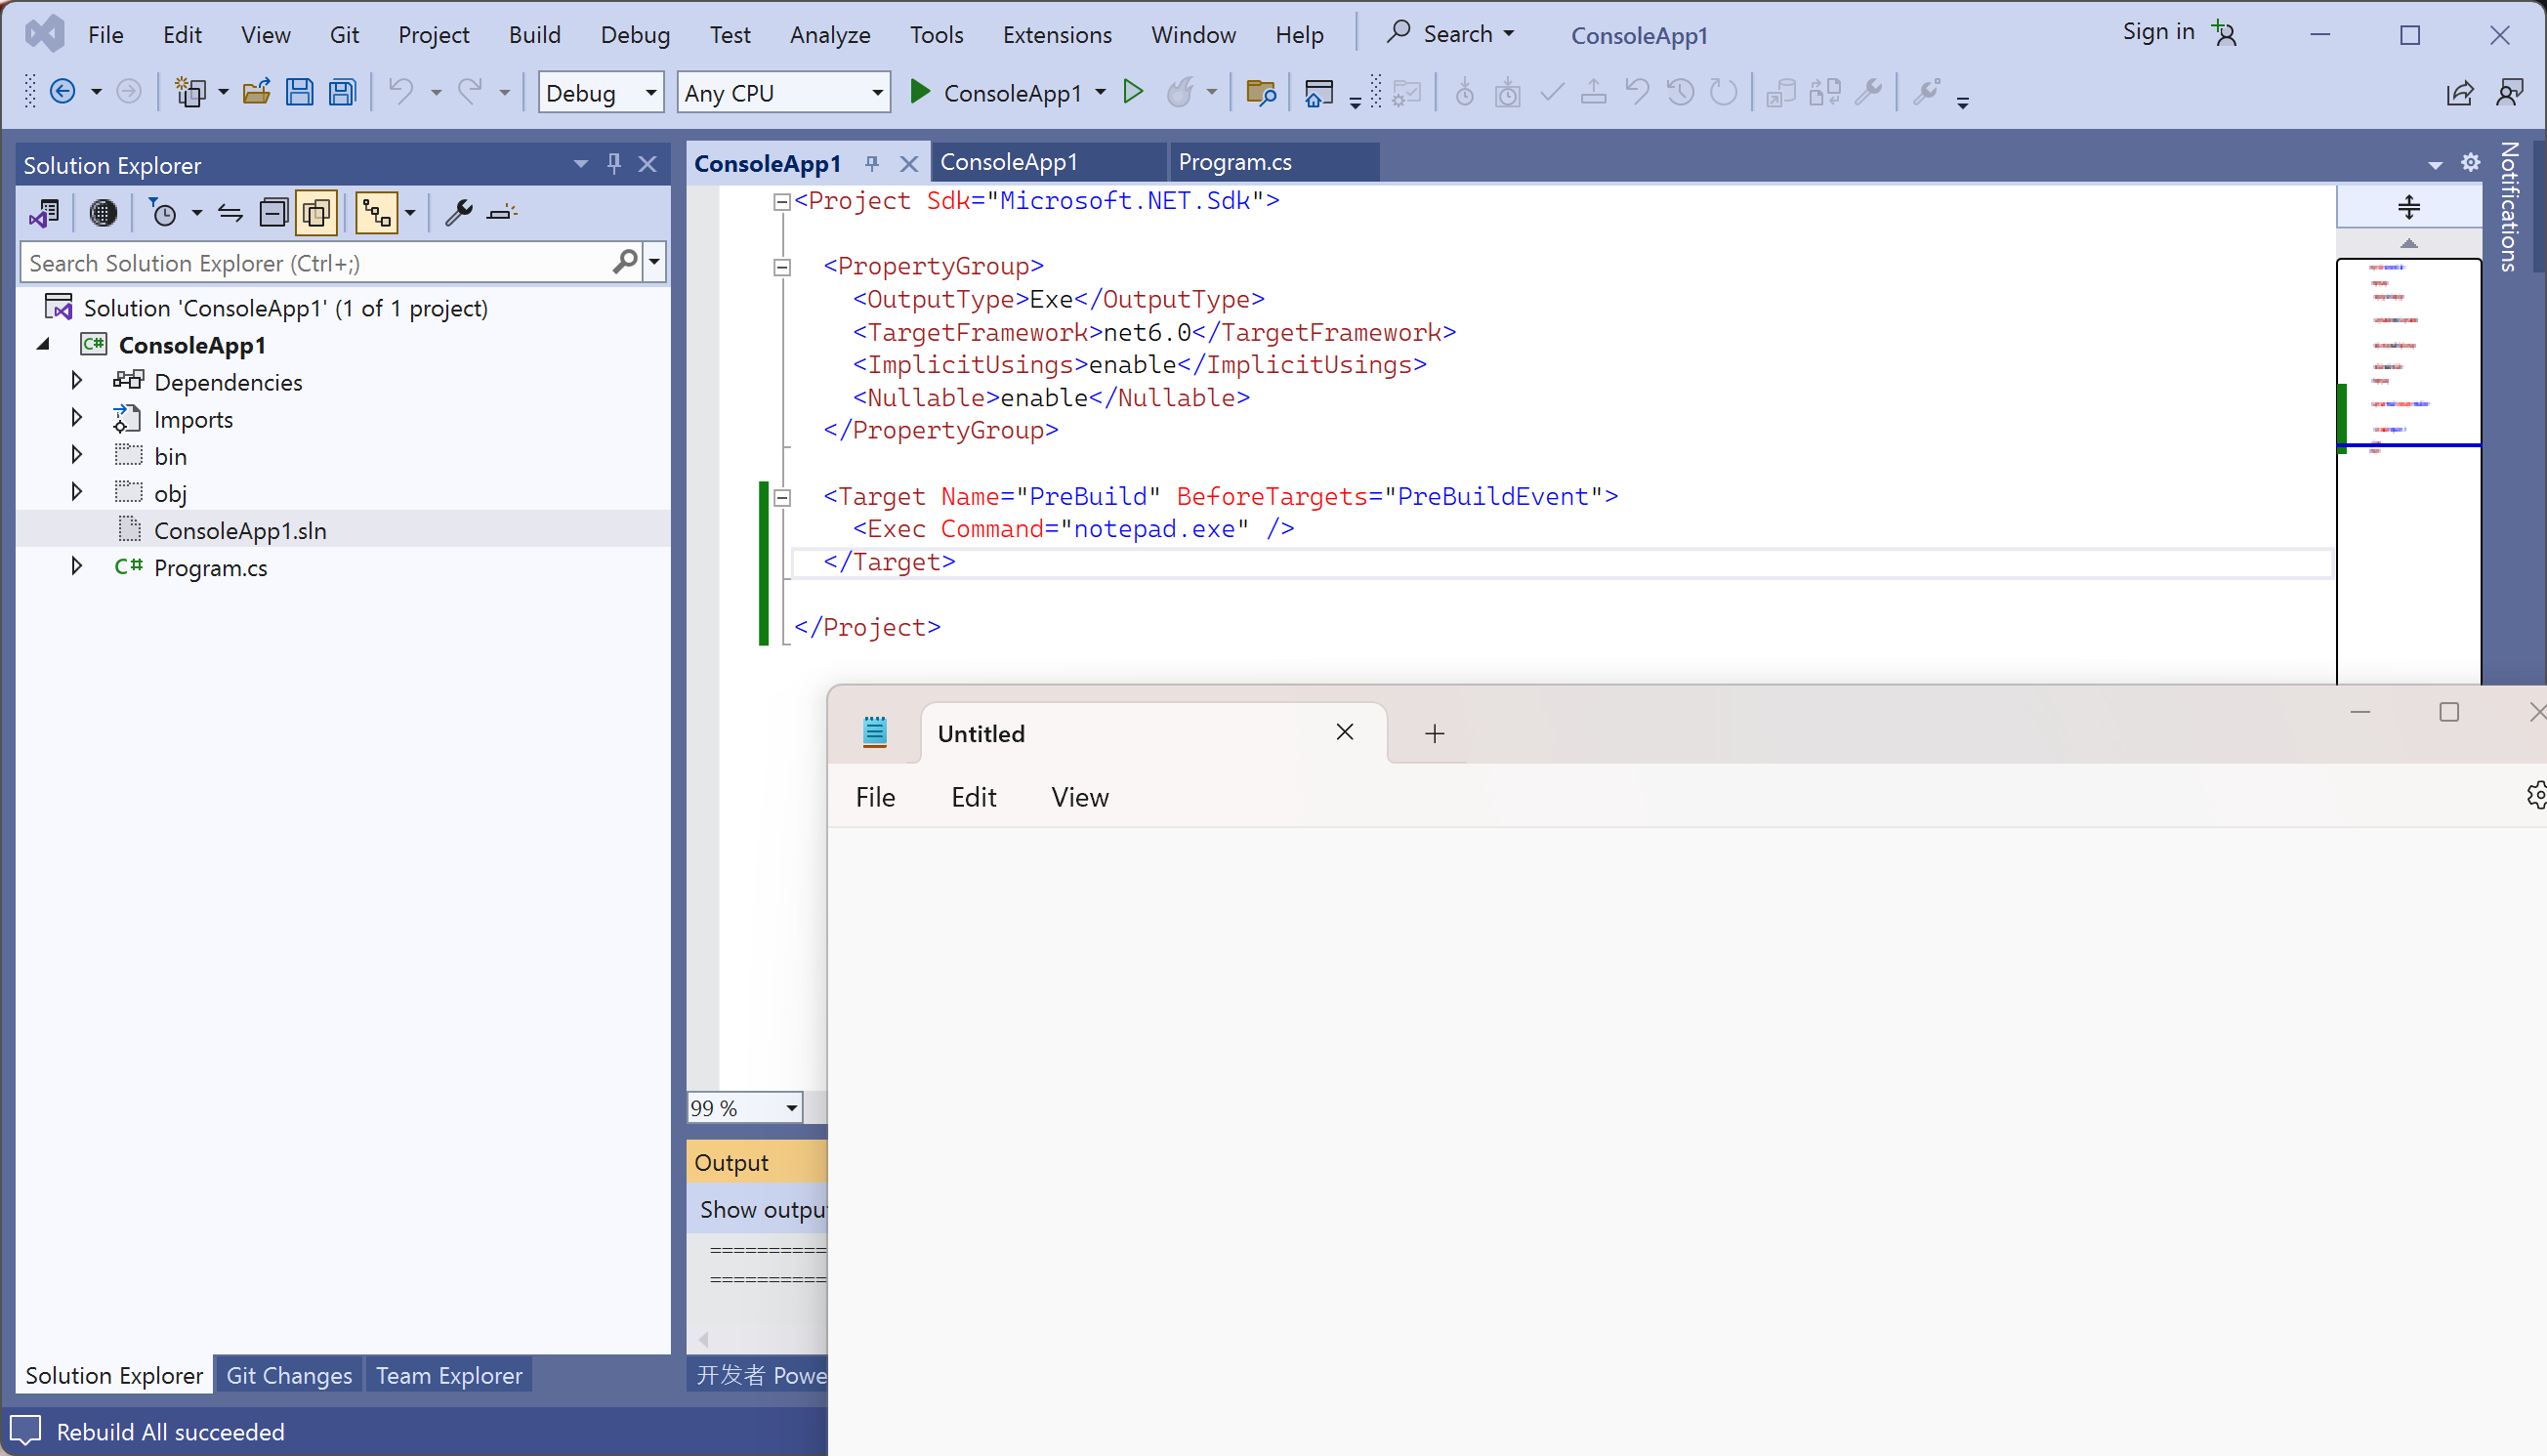 File Edit View Git Project Build Debug Test Analyze Tools Extensions Window Help Search ConsoleApp1 Sign in
Debug Any CPU ConsoleApp1
Solution Explorer
Search Solution Explorer (Ctrl+;)
Solution 'ConsoleApp1' (1 of 1 project)
C# ConsoleApp1
Dependencies
Imports
bin
obj
ConsoleApp1.sln
C# Program.cs
ConsoleApp1 ConsoleApp1 Program.cs
<Project Sdk="Microsoft.NET.Sdk">
<PropertyGroup>
<OutputType>Exe</OutputType>
<TargetFramework>net6.0</TargetFramework>
<ImplicitUsings>enable</ImplicitUsings>
<Nullable>enable</Nullable>
</PropertyGroup>
<Target Name="PreBuild" BeforeTargets="PreBuildEvent">
<Exec Command="notepad.exe" />
</Target>
</Project>
Notifications
Untitled
File Edit View
99 %
Output
Show outpu
==========
==========
开发者 Powe
Solution Explorer Git Changes Team Explorer
Rebuild All succeeded